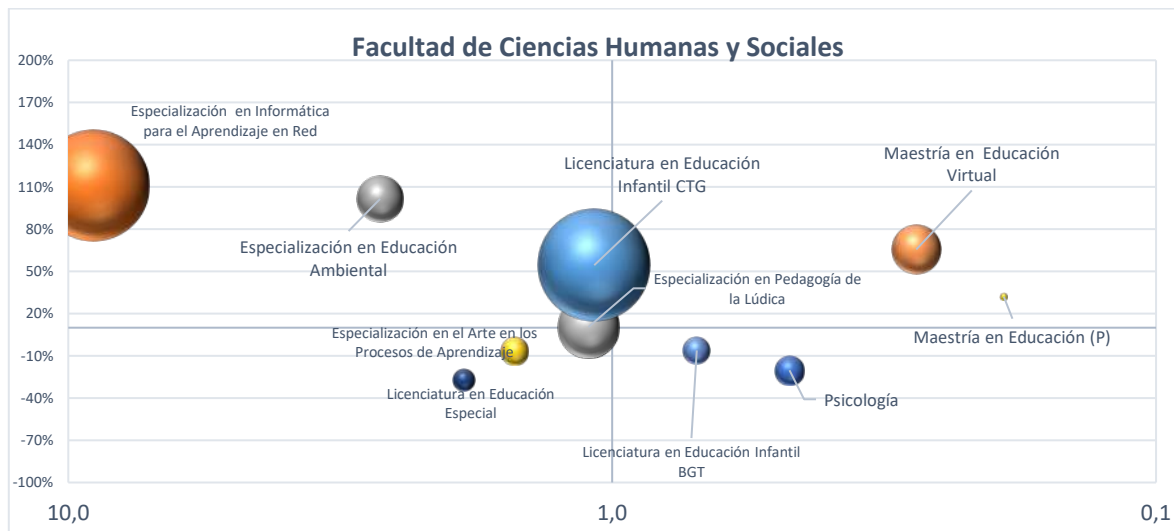 Facultad de Ciencias Humanas y Sociales
200%
170%
140%
110%
80%
50%
20%
-10%
-40%
-70%
-100%
Especialización en Informática
para el Aprendizaje en Red
Licenciatura en Educación
Infantil CTG
Maestría en Educación
Virtual
Especialización en Educación
Ambiental
Especialización en Pedagogía de
la Lúdica
Especialización en el Arte en los
Procesos de Aprendizaje
Maestría en Educación (P)
Licenciatura en Educación
Especial
Psicología
Licenciatura en Educación Infantil
BGT
10,0
1,0
0,1